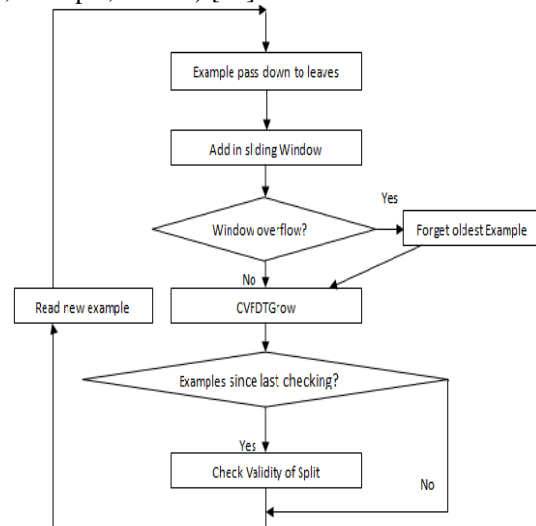 Example pass down to leaves
Add in sliding Window
Window overflow?
Yes
Forget oldest Example
No
CVFDTGrow
Read new example
Examples since last checking?
Yes
Check Validity of Split
No